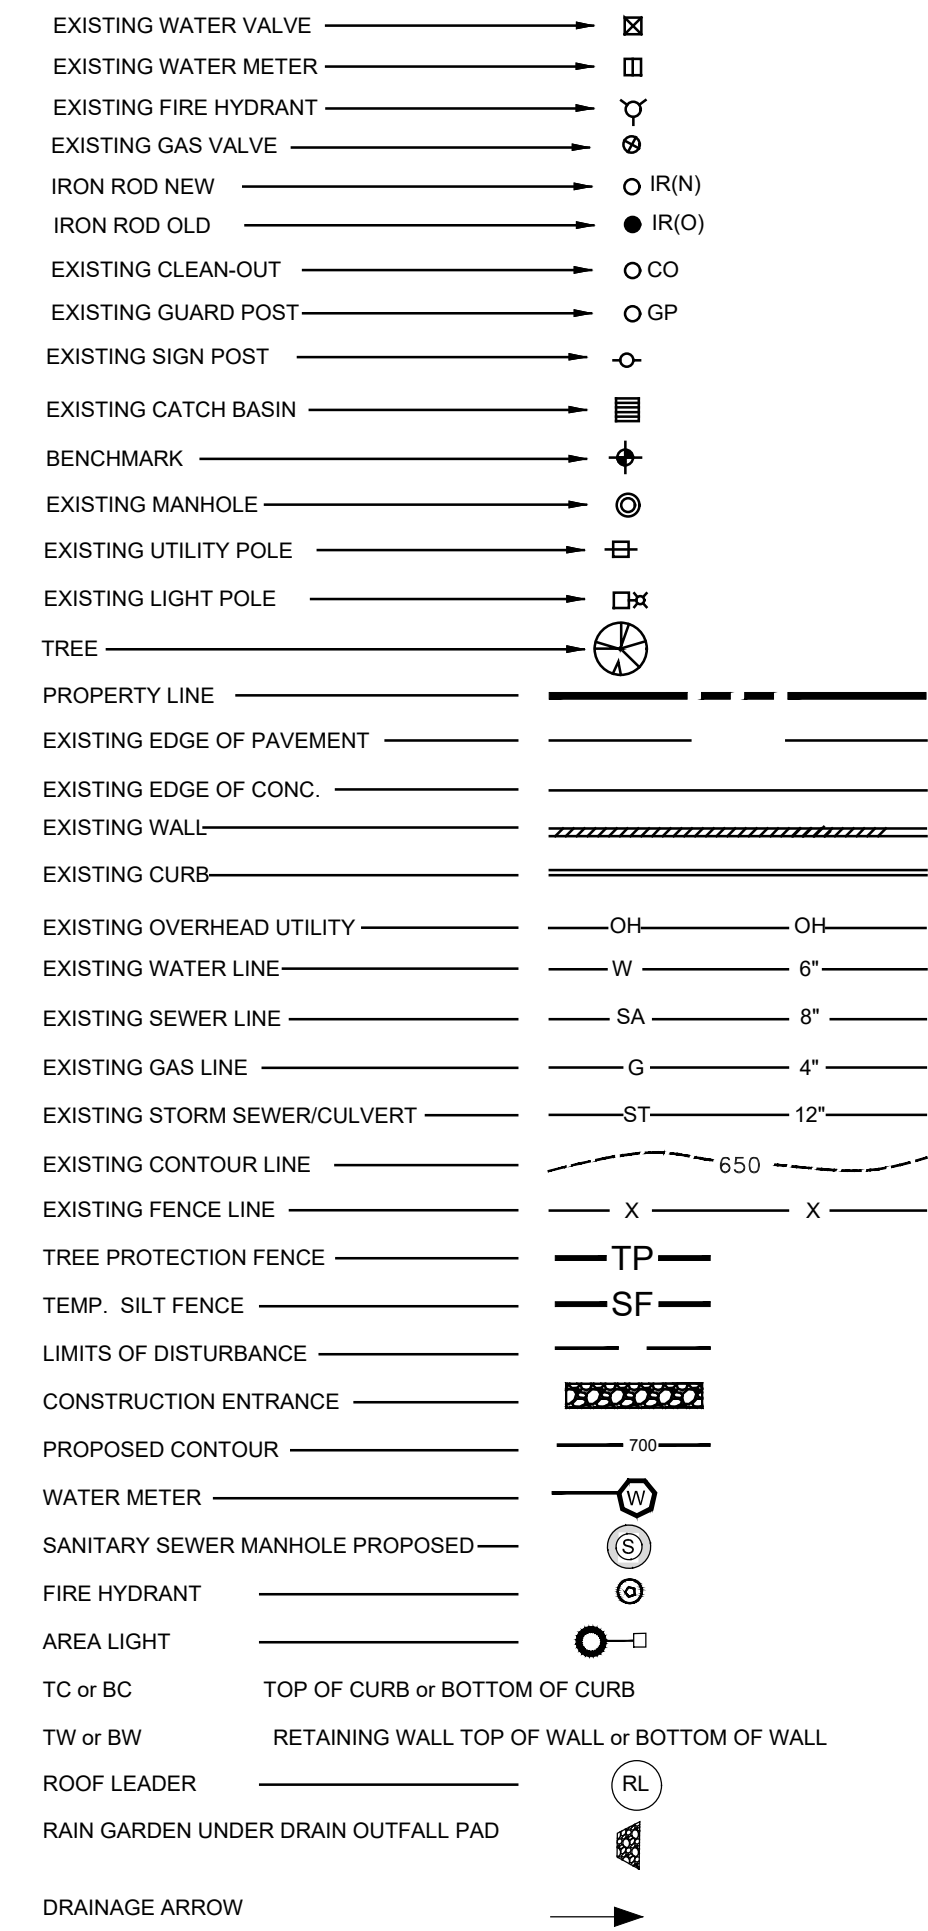 EXISTING WATER VALVE
EXISTING WATER METER
EXISTING FIRE HYDRANT
EXISTING GAS VALVE
IRON ROD NEW IR(N)
IRON ROD OLD IR(O)
EXISTING CLEAN-OUT CO
EXISTING GUARD POST GP
EXISTING SIGN POST
EXISTING CATCH BASIN
BENCHMARK
EXISTING MANHOLE
EXISTING UTILITY POLE
EXISTING LIGHT POLE
TREE
PROPERTY LINE
EXISTING EDGE OF PAVEMENT
EXISTING EDGE OF CONC.
EXISTING WALL
EXISTING CURB
EXISTING OVERHEAD UTILITY OH OH
EXISTING WATER LINE W 6"
EXISTING SEWER LINE SA 8"
EXISTING GAS LINE G 4"
EXISTING STORM SEWER/CULVERT ST 12"
EXISTING CONTOUR LINE 650
EXISTING FENCE LINE X X
TREE PROTECTION FENCE TP
TEMP. SILT FENCE SF
LIMITS OF DISTURBANCE
CONSTRUCTION ENTRANCE
PROPOSED CONTOUR 700
WATER METER W
SANITARY SEWER MANHOLE PROPOSED S
FIRE HYDRANT
AREA LIGHT
TC or BC TOP OF CURB or BOTTOM OF CURB
TW or BW RETAINING WALL TOP OF WALL or BOTTOM OF WALL
ROOF LEADER RL
RAIN GARDEN UNDER DRAIN OUTFALL PAD
DRAINAGE ARROW